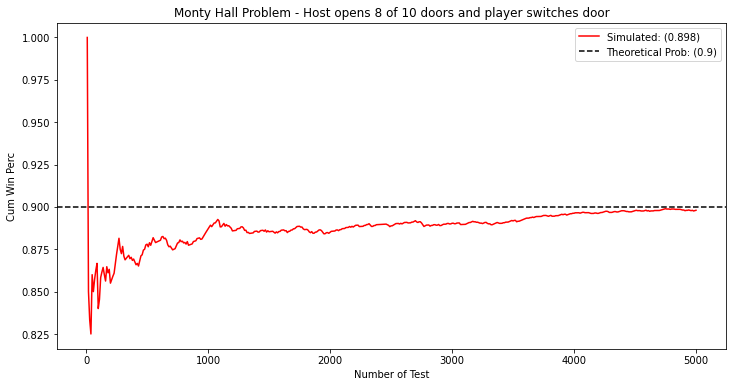 Monty Hall Problem - Host opens 8 of 10 doors and player switches door
Simulated: (0.898)
Theoretical Prob: (0.9)
Cum Win Perc
1.000
0.975
0.950
0.925
0.900
0.875
0.850
0.825
0
1000
2000
3000
4000
5000
Number of Test